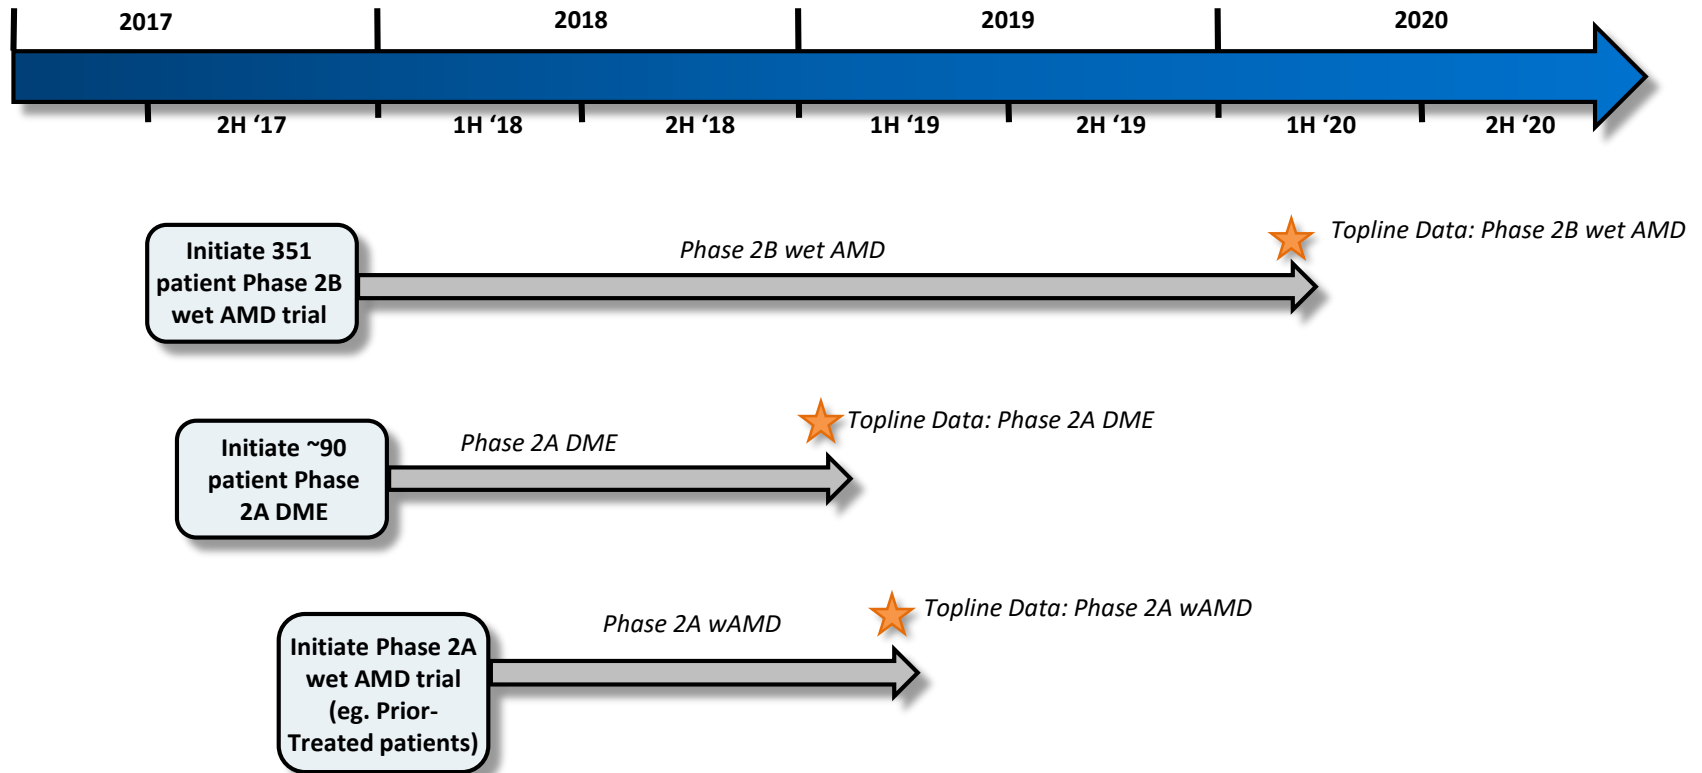 2017
2018
2019
2020
2H ‘17
1H ‘18
2H ‘18
1H ‘19
2H ‘19
1H ‘20
2H ‘20
Initiate 351
patient Phase 2B
wet AMD trial
Phase 2B wet AMD
Topline Data: Phase 2B wet AMD
Initiate ~90
patient Phase
2A DME
Phase 2A DME
Topline Data: Phase 2A DME
Initiate Phase 2A
wet AMD trial
(eg. Prior-
Treated patients)
Phase 2A wAMD
Topline Data: Phase 2A wAMD